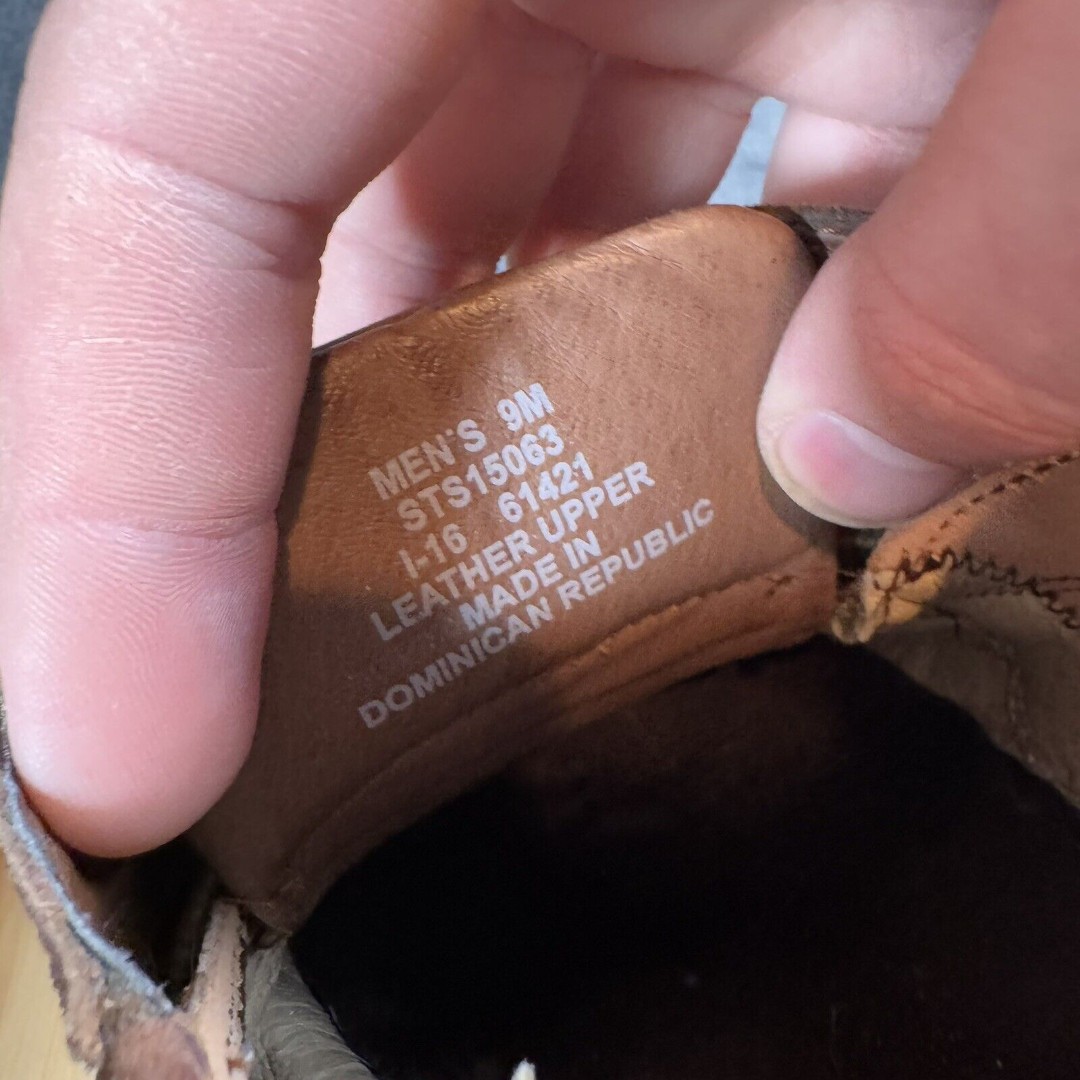 MEN'S 9M
STS15063
I-16 61421
LEATHER UPPER
MADE IN
DOMINICAN REPUBLIC